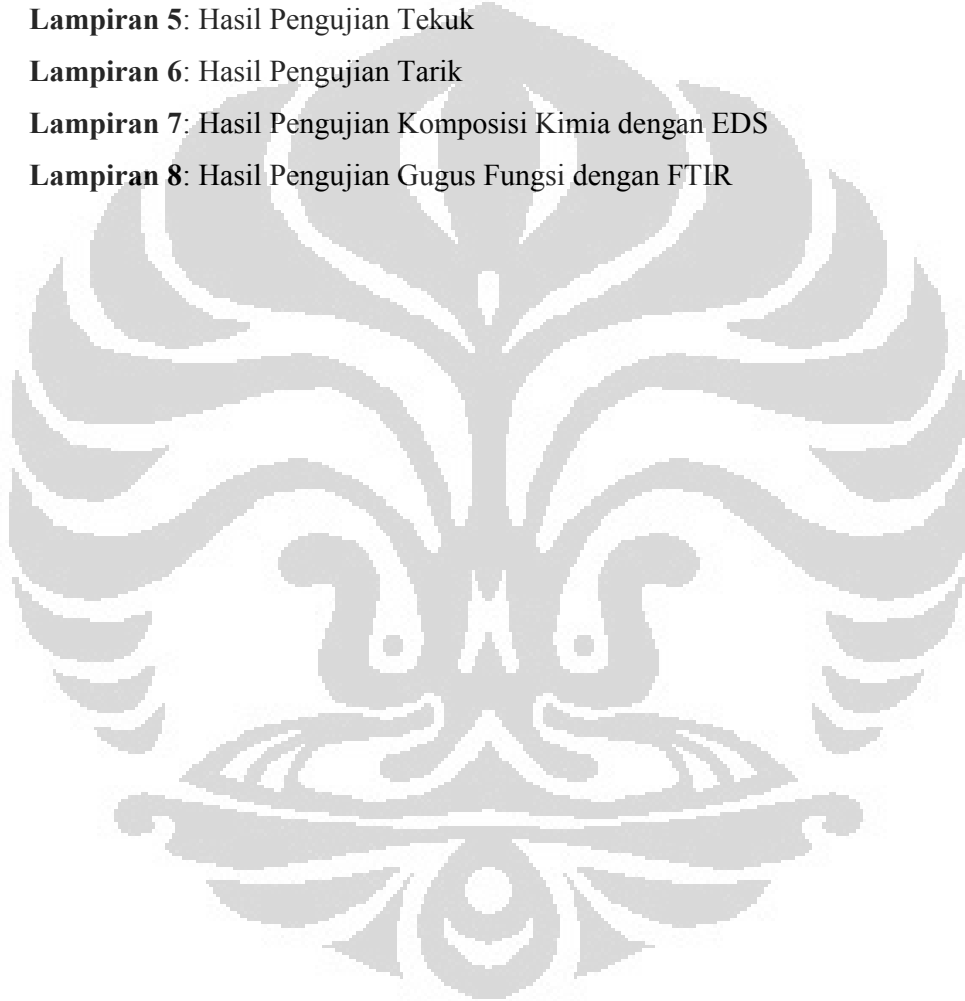 Lampiran 5: Hasil Pengujian Tekuk
Lampiran 6: Hasil Pengujian Tarik
Lampiran 7: Hasil Pengujian Komposisi Kimia dengan EDS
Lampiran 8: Hasil Pengujian Gugus Fungsi dengan FTIR